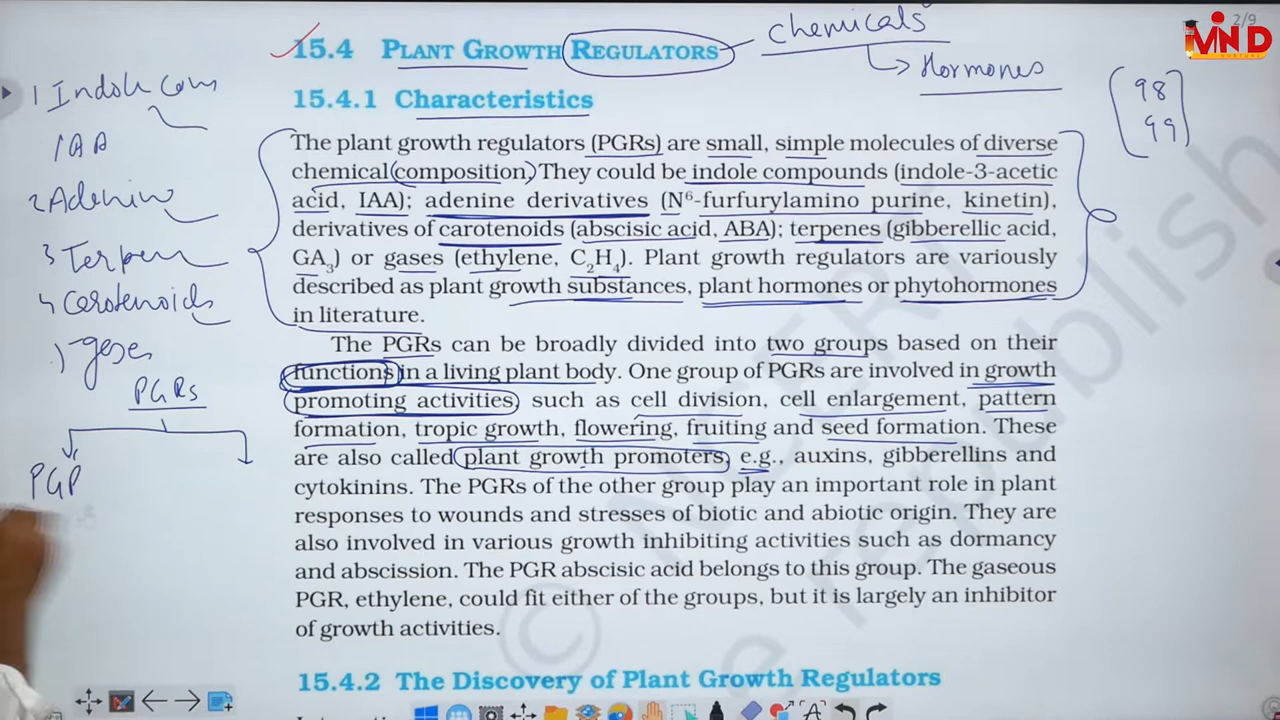 2/9
MIND
15.4 PLANT GROWTH REGULATORS
chemicals
Hormones
98
99
15.4.1 Characteristics
1 Indole Com
IAA
2 Adenine
3 Terpen
4 Carotenoids
5) gases
PGRs
PGP
The plant growth regulators (PGRs) are small, simple molecules of diverse
chemical composition. They could be indole compounds (indole-3-acetic
acid, IAA); adenine derivatives (N⁶-furfurylamino purine, kinetin),
derivatives of carotenoids (abscisic acid, ABA); terpenes (gibberellic acid,
GA₃) or gases (ethylene, C₂H₄). Plant growth regulators are variously
described as plant growth substances, plant hormones or phytohormones
in literature.
The PGRs can be broadly divided into two groups based on their
functions in a living plant body. One group of PGRs are involved in growth
promoting activities such as cell division, cell enlargement, pattern
formation, tropic growth, flowering, fruiting and seed formation. These
are also called plant growth promoters, e.g., auxins, gibberellins and
cytokinins. The PGRs of the other group play an important role in plant
responses to wounds and stresses of biotic and abiotic origin. They are
also involved in various growth inhibiting activities such as dormancy
and abscission. The PGR abscisic acid belongs to this group. The gaseous
PGR, ethylene, could fit either of the groups, but it is largely an inhibitor
of growth activities.
15.4.2 The Discovery of Plant Growth Regulators